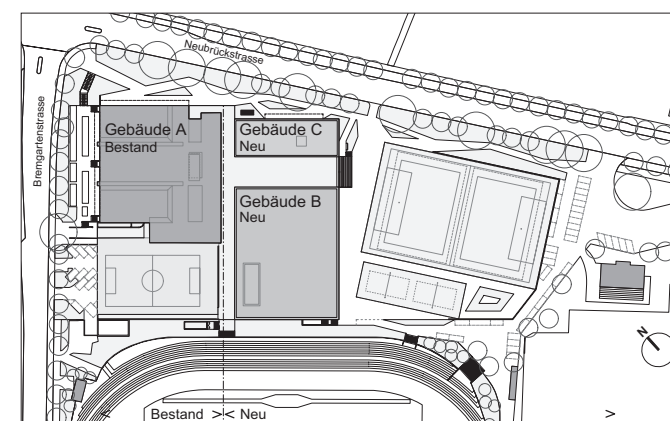 Neubrückstrasse
Bremgartenstrasse
Gebäude A
Bestand
Gebäude C
Neu
Gebäude B
Neu
N
Bestand >< Neu